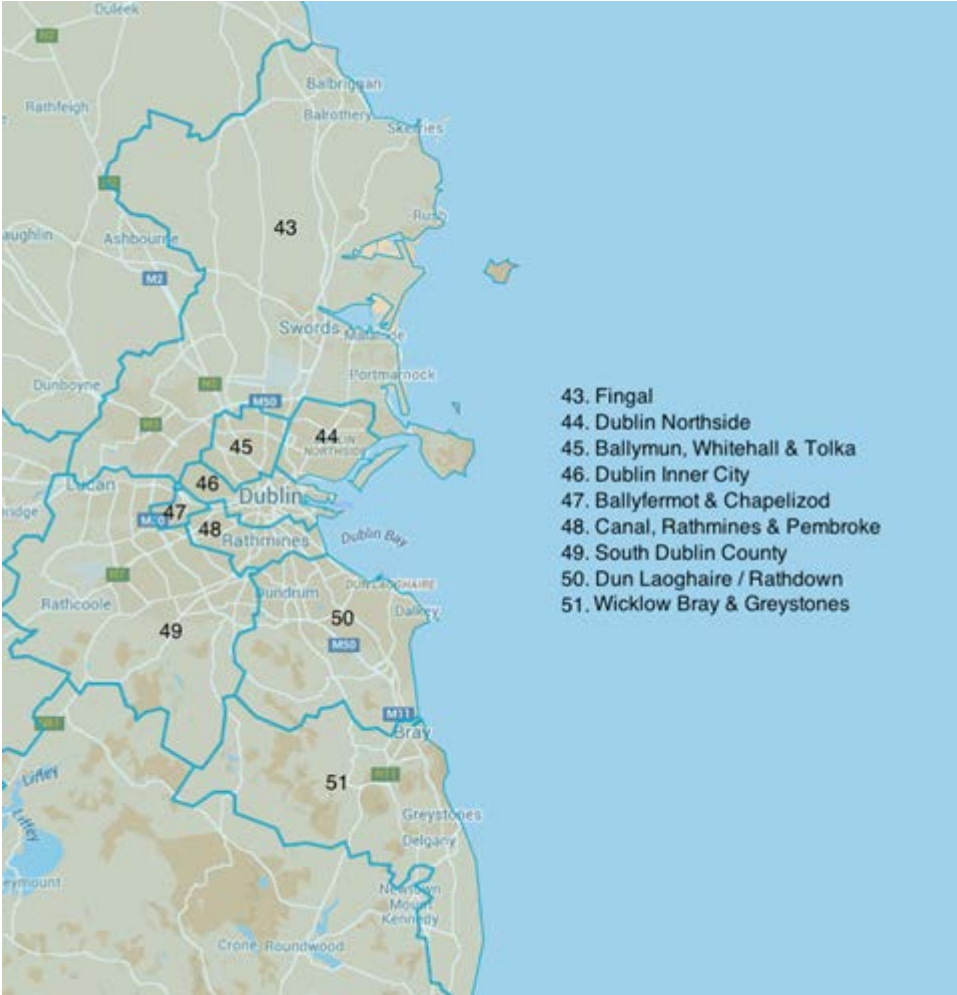 Duleek
Rathfeigh
Balbriggan
Balrothery
Skerries
Rush
aughlin
Ashbourne
43
M2
Swords
Malahide
Portmarnock
Dunboyne
M50
44
45
DUBLIN
NORTHSIDE
46
Lucan
Dublin
47
48
Rathmines
Dublin Bay
DUN LAOGHAIRE
Dundrum
Dalkey
Rathcoole
49
50
M50
M11
Bray
51
Liffey
Liffey
Greystones
Delgany
eymount
Newtown
Mount
Kennedy
Crone
Roundwood
43. Fingal
44. Dublin Northside
45. Ballymun, Whitehall & Tolka
46. Dublin Inner City
47. Ballyfermot & Chapelizod
48. Canal, Rathmines & Pembroke
49. South Dublin County
50. Dun Laoghaire / Rathdown
51. Wicklow Bray & Greystones